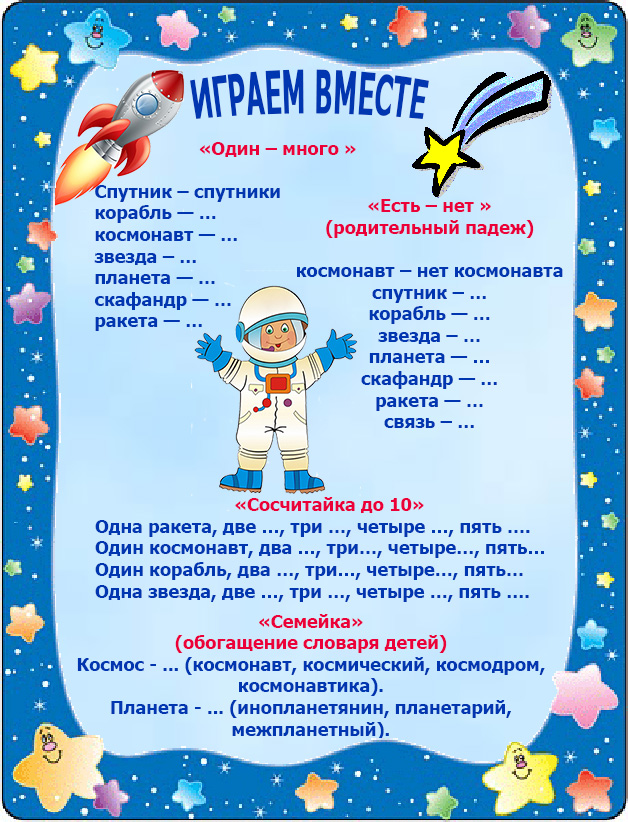 ИГРАЕМ ВМЕСТЕ
«Один – много »
Спутник – спутники
корабль — ...
космонавт — ...
звезда – ...
планета — ...
скафандр — ...
ракета — ...
«Есть – нет »
(родительный падеж)
космонавт – нет космонавта
спутник – ...
корабль — ...
звезда – ...
планета — ...
скафандр — ...
ракета — ...
связь – ...
«Сосчитайка до 10»
Одна ракета, две ..., три ..., четыре ..., пять ....
Один космонавт, два ..., три..., четыре..., пять...
Один корабль, два ..., три..., четыре..., пять...
Одна звезда, две ..., три ..., четыре ..., пять ....
«Семейка»
(обогащение словаря детей)
Космос - ... (космонавт, космический, космодром,
космонавтика).
Планета - ... (инопланетянин, планетарий,
межпланетный).